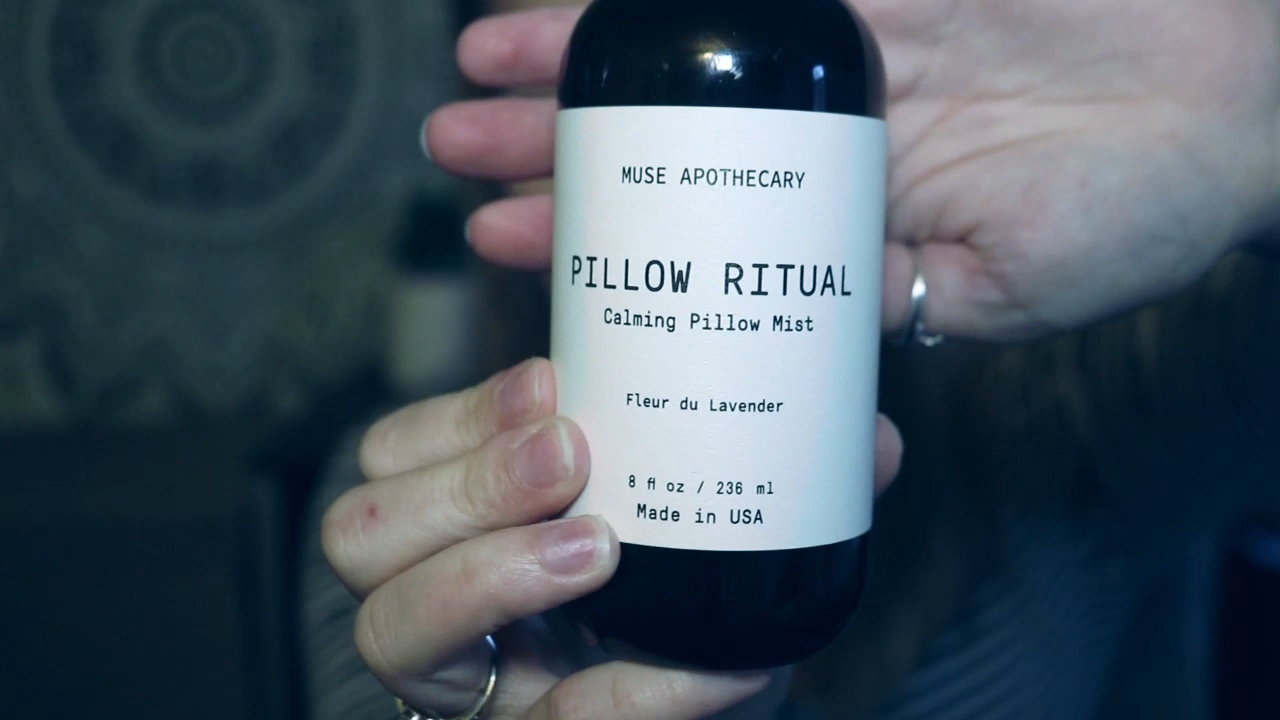 MUSE APOTHECARY
PILLOW RITUAL
Calming Pillow Mist
Fleur du Lavender
8 fl oz / 236 ml
Made in USA